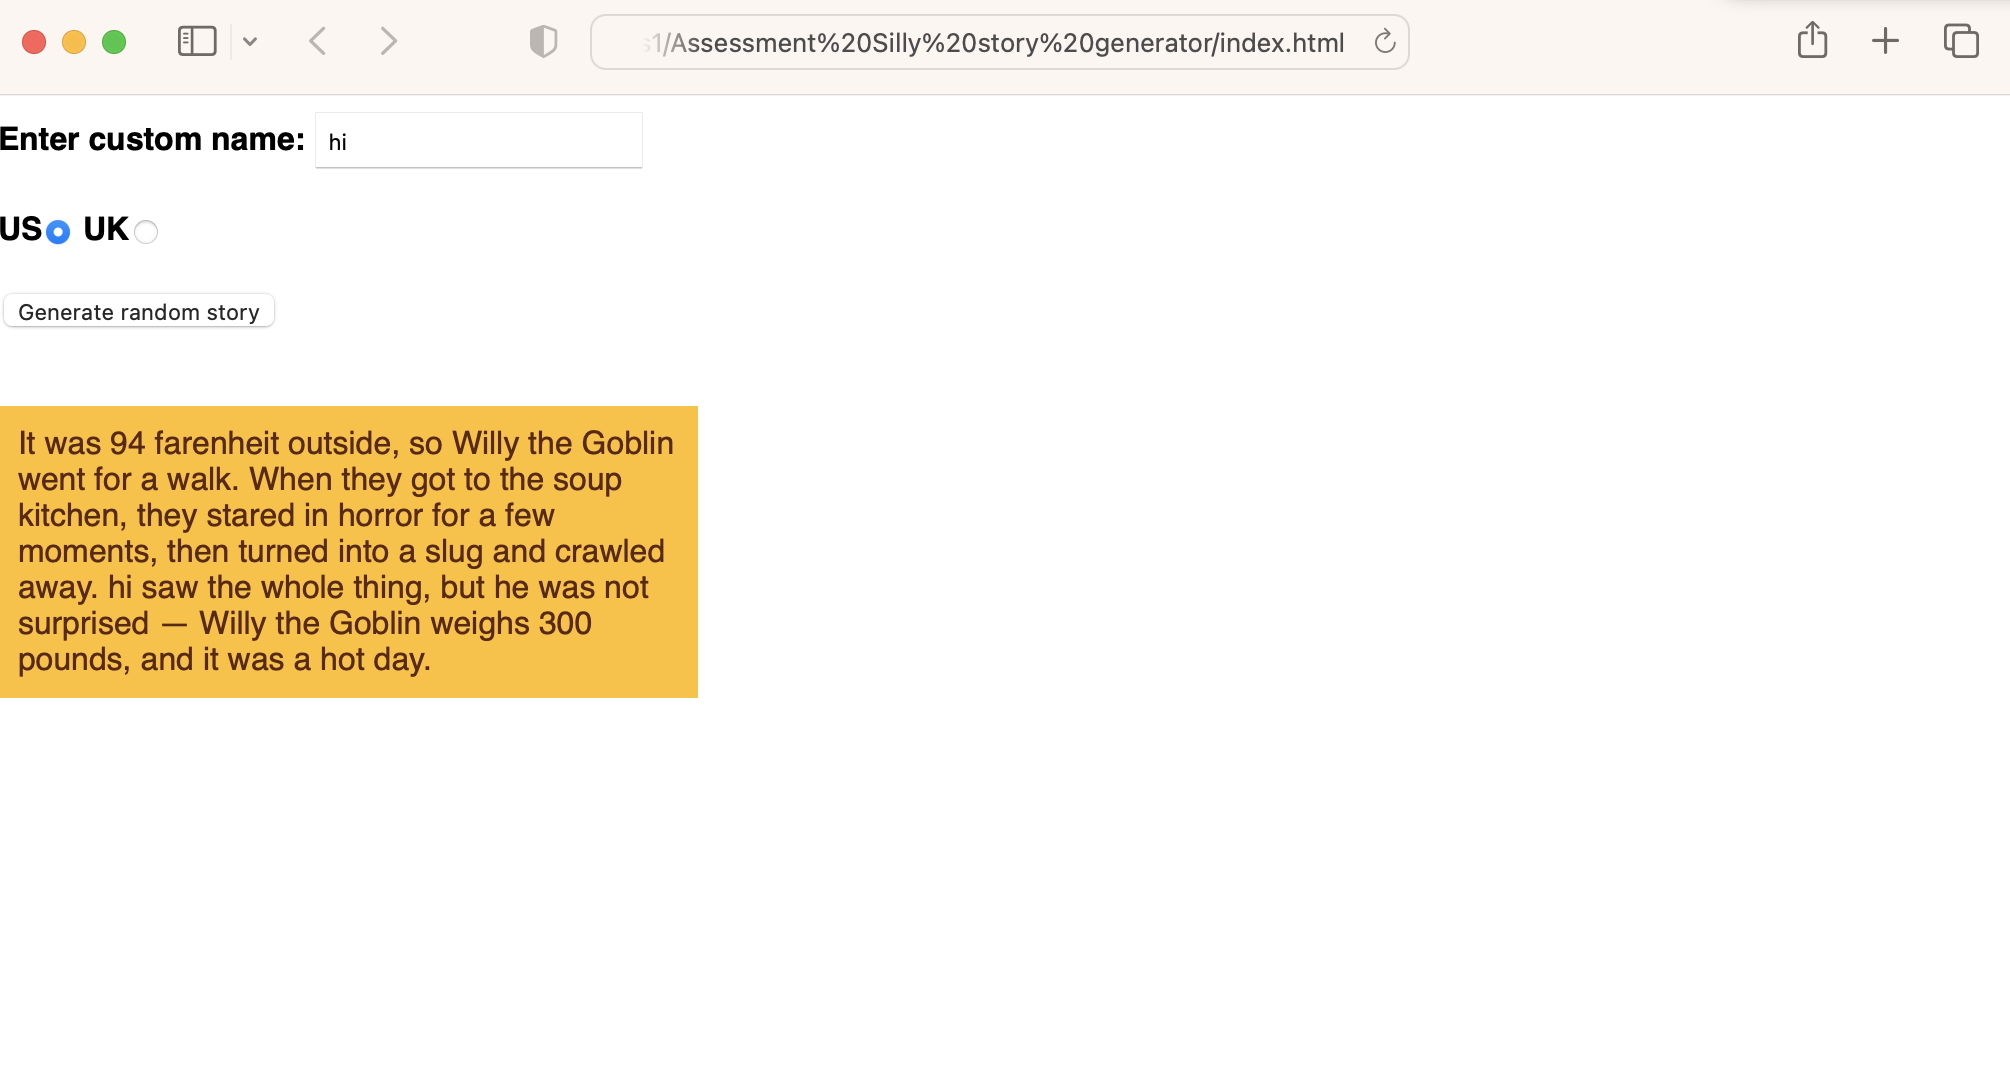 s1/Assessment%20Silly%20story%20generator/index.html
Enter custom name: hi
US UK
Generate random story
It was 94 farenheit outside, so Willy the Goblin
went for a walk. When they got to the soup
kitchen, they stared in horror for a few
moments, then turned into a slug and crawled
away. hi saw the whole thing, but he was not
surprised — Willy the Goblin weighs 300
pounds, and it was a hot day.